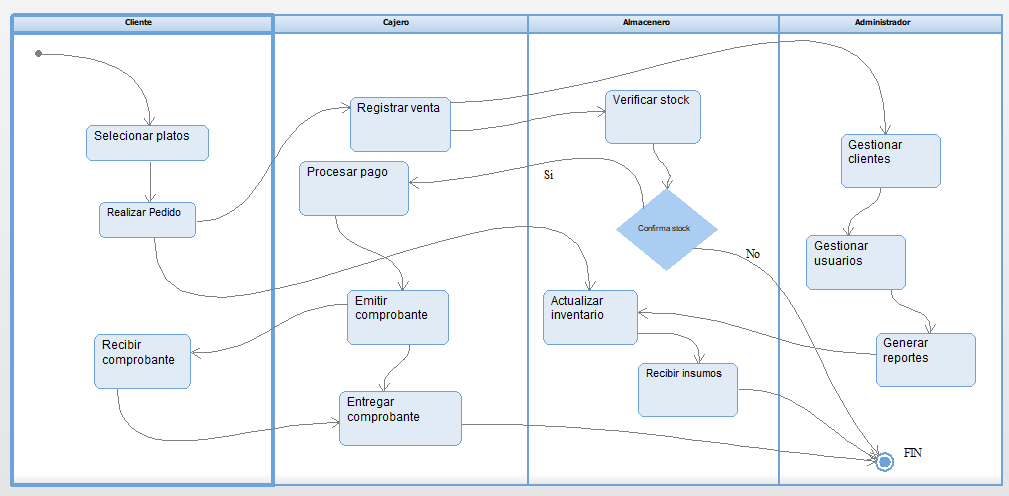 Cliente
Cajero
Almacenero
Administrador
Selecionar platos
Realizar Pedido
Recibir
comprobante
Registrar venta
Procesar pago
Emitir
comprobante
Entregar
comprobante
Verificar stock
Si
Confirma stock
No
Actualizar
inventario
Recibir insumos
Gestionar
clientes
Gestionar
usuarios
Generar
reportes
FIN